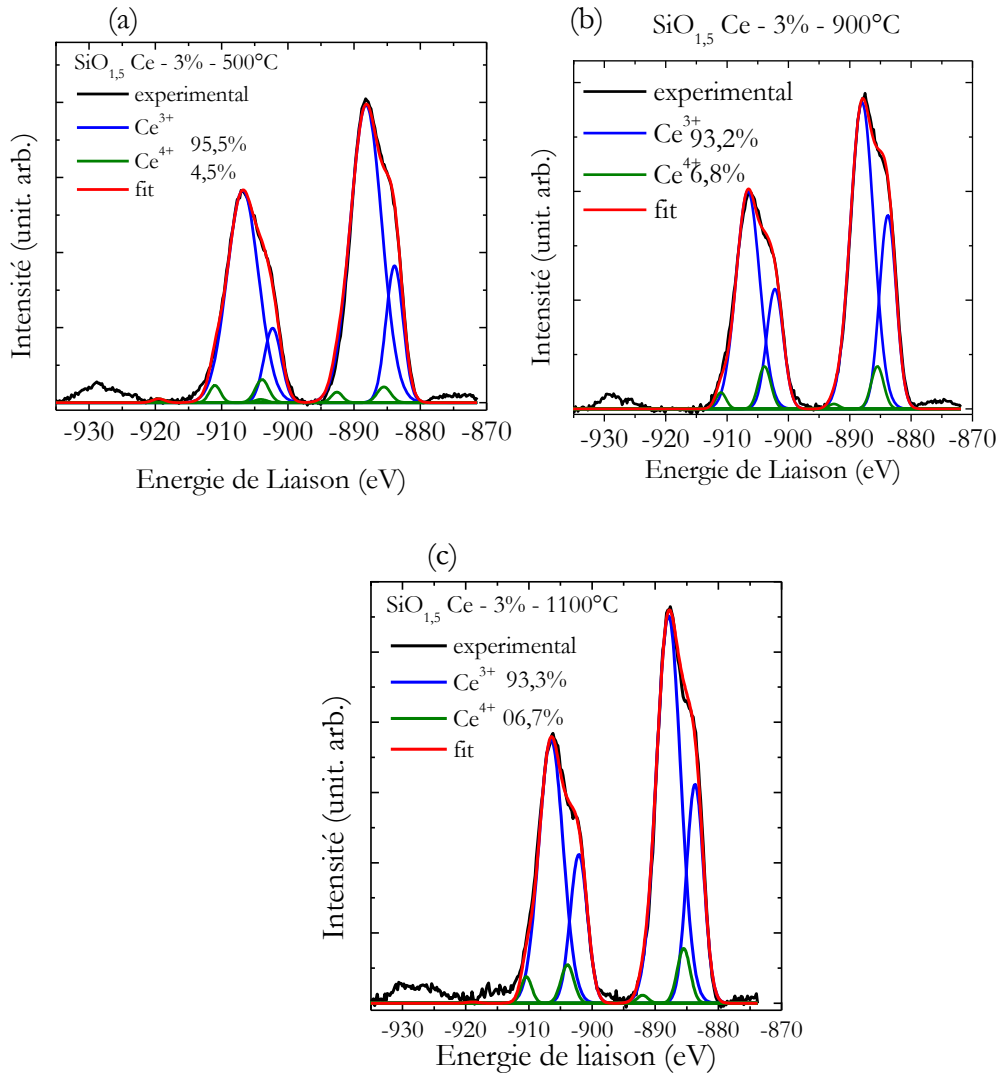 (a)
SiO1,5 Ce - 3% - 500°C
experimental
Ce3+
95,5%
Ce4+
4,5%
fit
Intensité (unit. arb.)
-930 -920 -910 -900 -890 -880 -870
Energie de Liaison (eV)
(b)
SiO1,5 Ce - 3% - 900°C
experimental
Ce3+ 93,2%
Ce4+ 6,8%
fit
Intensité (unit. arb.)
-930 -920 -910 -900 -890 -880 -870
Energie de Liaison (eV)
(c)
SiO1,5 Ce - 3% - 1100°C
experimental
Ce3+ 93,3%
Ce4+ 06,7%
fit
Intensité (unit. arb.)
-930 -920 -910 -900 -890 -880 -870
Energie de liaison (eV)